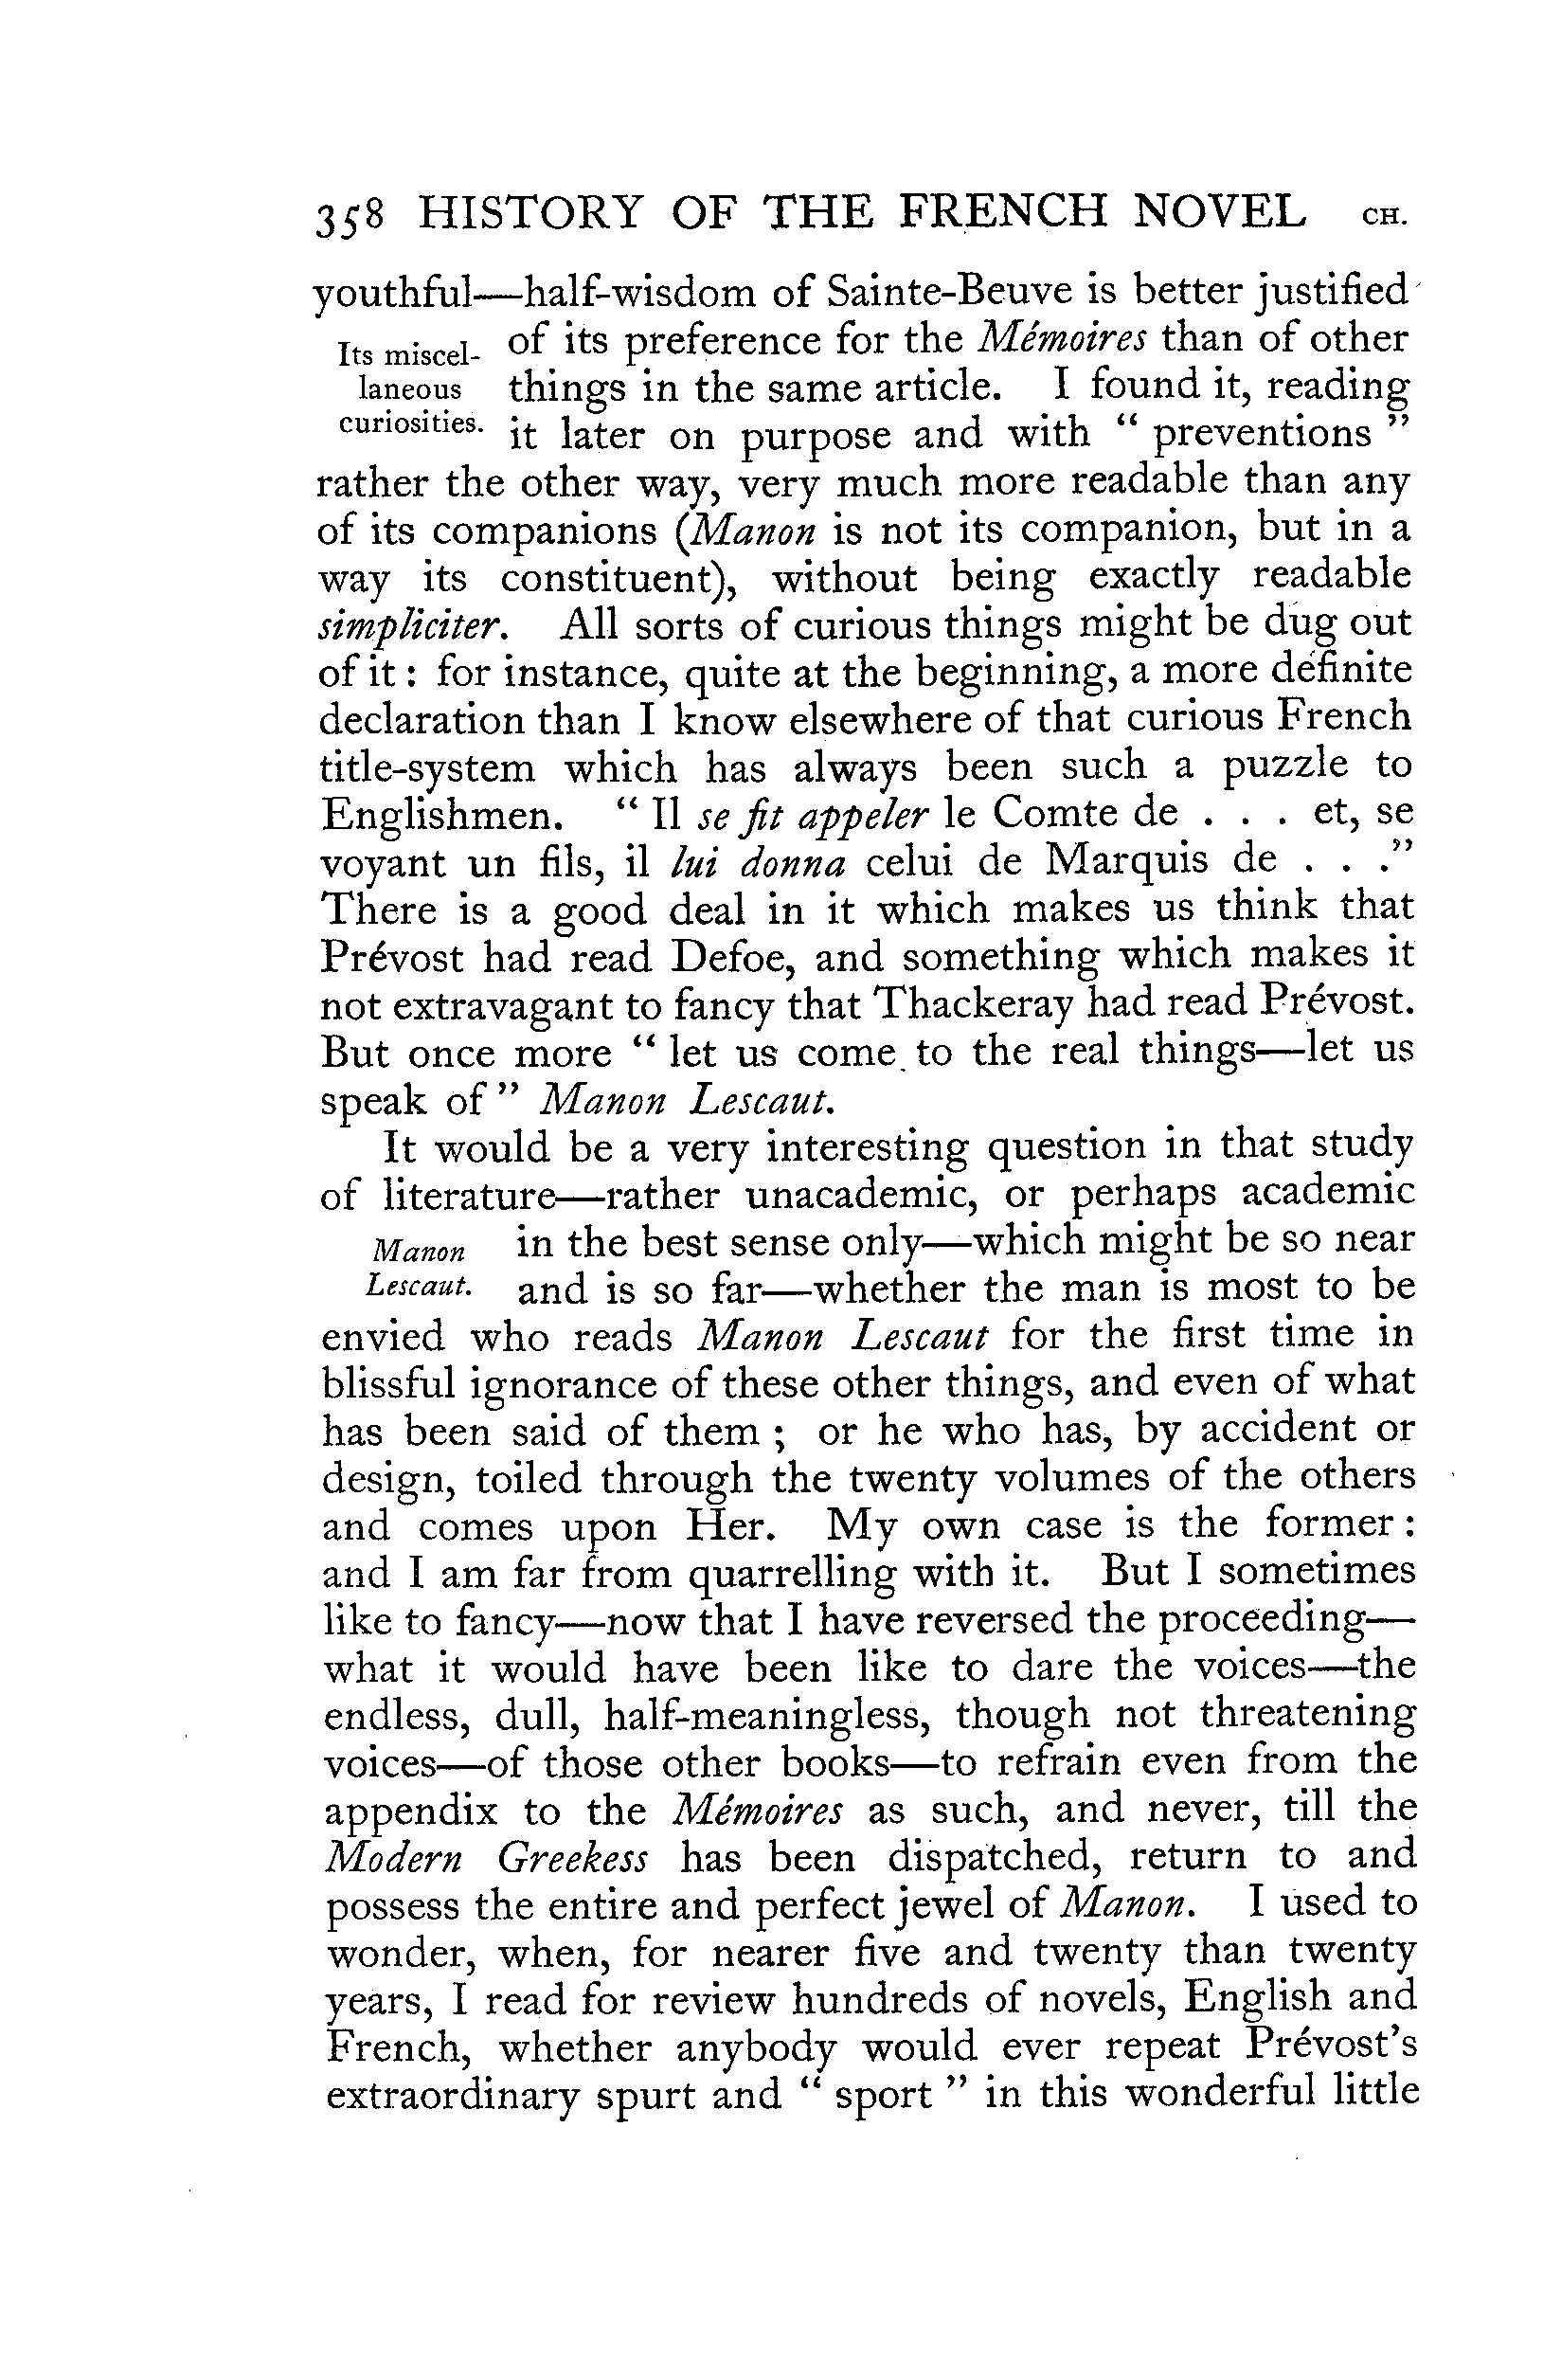 358 HISTORY OF THE FRENCH NOVEL CH.
youthful—half-wisdom of Sainte-Beuve is better justified
Its miscel-
laneous
curiosities.
of its preference for the Mémoires than of other
things in the same article. I found it, reading
it later on purpose and with “ preventions ”
rather the other way, very much more readable than any
of its companions (Manon is not its companion, but in a
way its constituent), without being exactly readable
simpliciter. All sorts of curious things might be dug out
of it : for instance, quite at the beginning, a more definite
declaration than I know elsewhere of that curious French
title-system which has always been such a puzzle to
Englishmen. “ Il se fit appeler le Comte de . . . et, se
voyant un fils, il lui donna celui de Marquis de . . .”
There is a good deal in it which makes us think that
Prévost had read Defoe, and something which makes it
not extravagant to fancy that Thackeray had read Prévost.
But once more “ let us come to the real things—let us
speak of ” Manon Lescaut.
It would be a very interesting question in that study
of literature—rather unacademic, or perhaps academic
Manon
Lescaut.
in the best sense only—which might be so near
and is so far—whether the man is most to be
envied who reads Manon Lescaut for the first time in
blissful ignorance of these other things, and even of what
has been said of them ; or he who has, by accident or
design, toiled through the twenty volumes of the others
and comes upon Her. My own case is the former :
and I am far from quarrelling with it. But I sometimes
like to fancy—now that I have reversed the proceeding—
what it would have been like to dare the voices—the
endless, dull, half-meaningless, though not threatening
voices—of those other books—to refrain even from the
appendix to the Mémoires as such, and never, till the
Modern Greekess has been dispatched, return to and
possess the entire and perfect jewel of Manon. I used to
wonder, when, for nearer five and twenty than twenty
years, I read for review hundreds of novels, English and
French, whether anybody would ever repeat Prévost's
extraordinary spurt and “ sport ” in this wonderful little